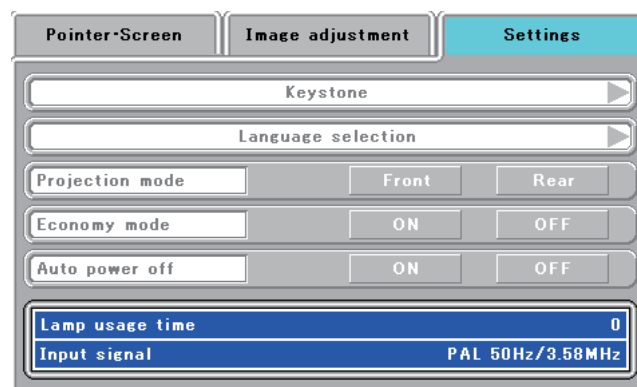 Pointer·Screen Image adjustment Settings
Keystone
Language selection
Projection mode Front Rear
Economy mode ON OFF
Auto power off ON OFF
Lamp usage time 0
Input signal PAL 50Hz/3.58MHz